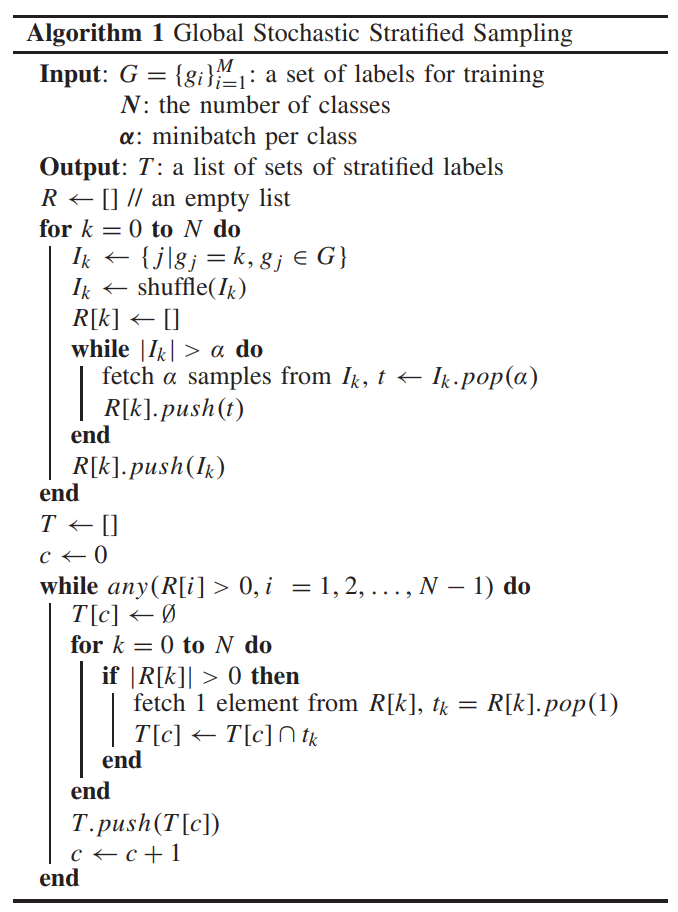 Algorithm 1 Global Stochastic Stratified Sampling
Input: G = {g_i}_{i=1}^{M}: a set of labels for training
N: the number of classes
α: minibatch per class
Output: T: a list of sets of stratified labels
R ← [] // an empty list
for k = 0 to N do
I_k ← {j|g_j = k, g_j ∈ G}
I_k ← shuffle(I_k)
R[k] ← []
while |I_k| > α do
fetch α samples from I_k, t ← I_k.pop(α)
R[k].push(t)
end
R[k].push(I_k)
end
T ← []
c ← 0
while any(R[i] > 0, i = 1, 2, ..., N − 1) do
T[c] ← ∅
for k = 0 to N do
if |R[k]| > 0 then
fetch 1 element from R[k], t_k = R[k].pop(1)
T[c] ← T[c] ∩ t_k
end
end
T.push(T[c])
c ← c + 1
end